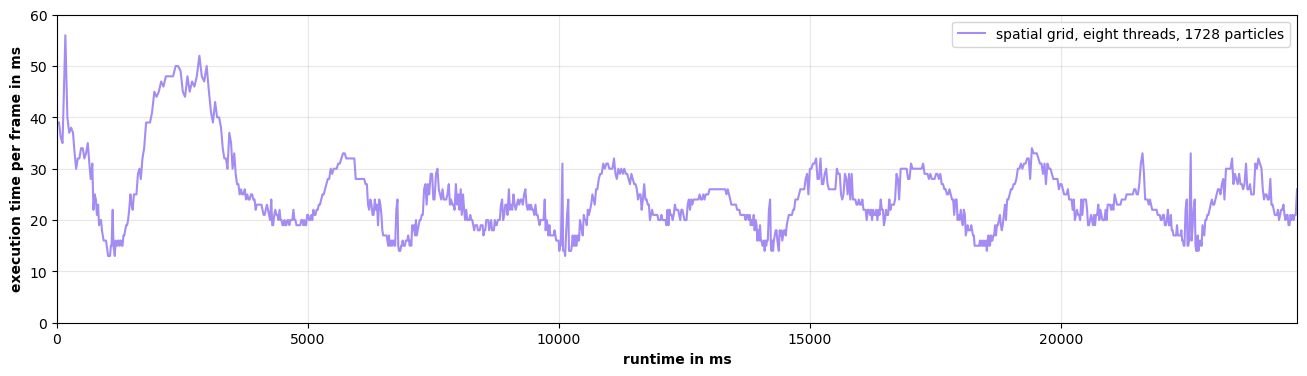 60
50
40
30
20
10
0
execution time per frame in ms
spatial grid, eight threads, 1728 particles
0 5000 10000 15000 20000
runtime in ms